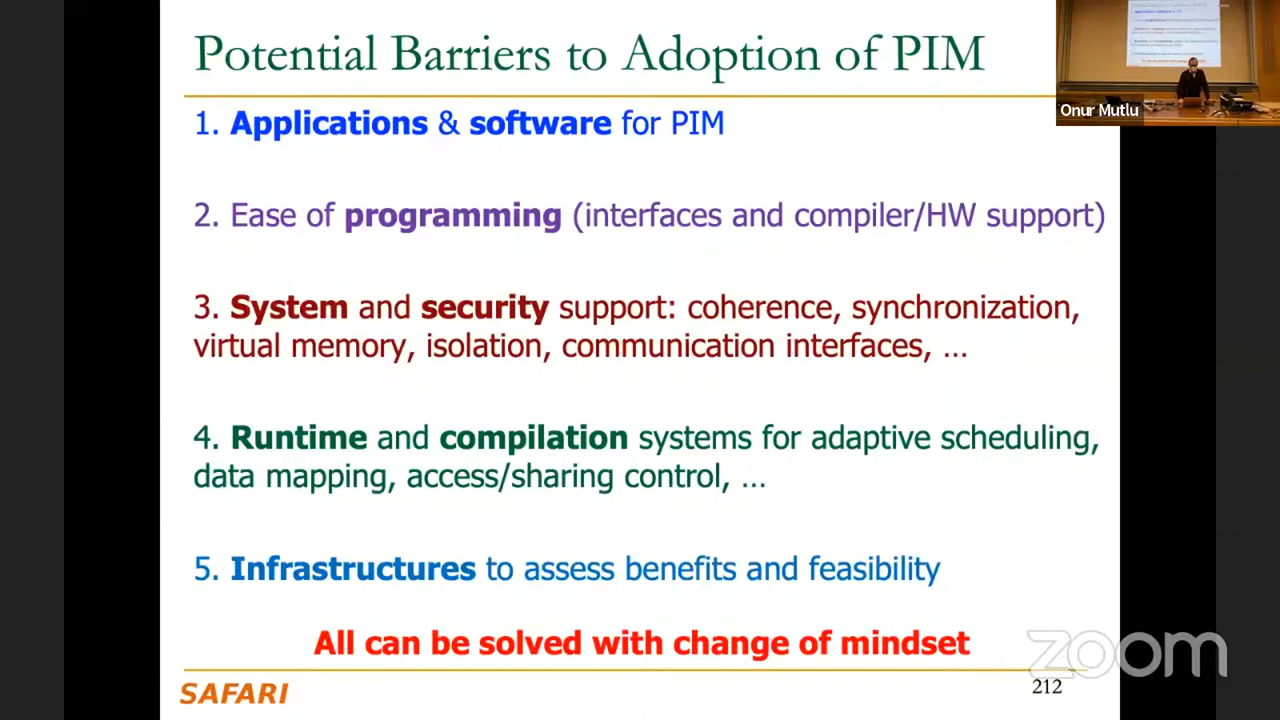 Potential Barriers to Adoption of PIM
Onur Mutlu
1. Applications & software for PIM
2. Ease of programming (interfaces and compiler/HW support)
3. System and security support: coherence, synchronization,
virtual memory, isolation, communication interfaces, ...
4. Runtime and compilation systems for adaptive scheduling,
data mapping, access/sharing control, ...
5. Infrastructures to assess benefits and feasibility
All can be solved with change of mindset
zoom
SAFARI
212